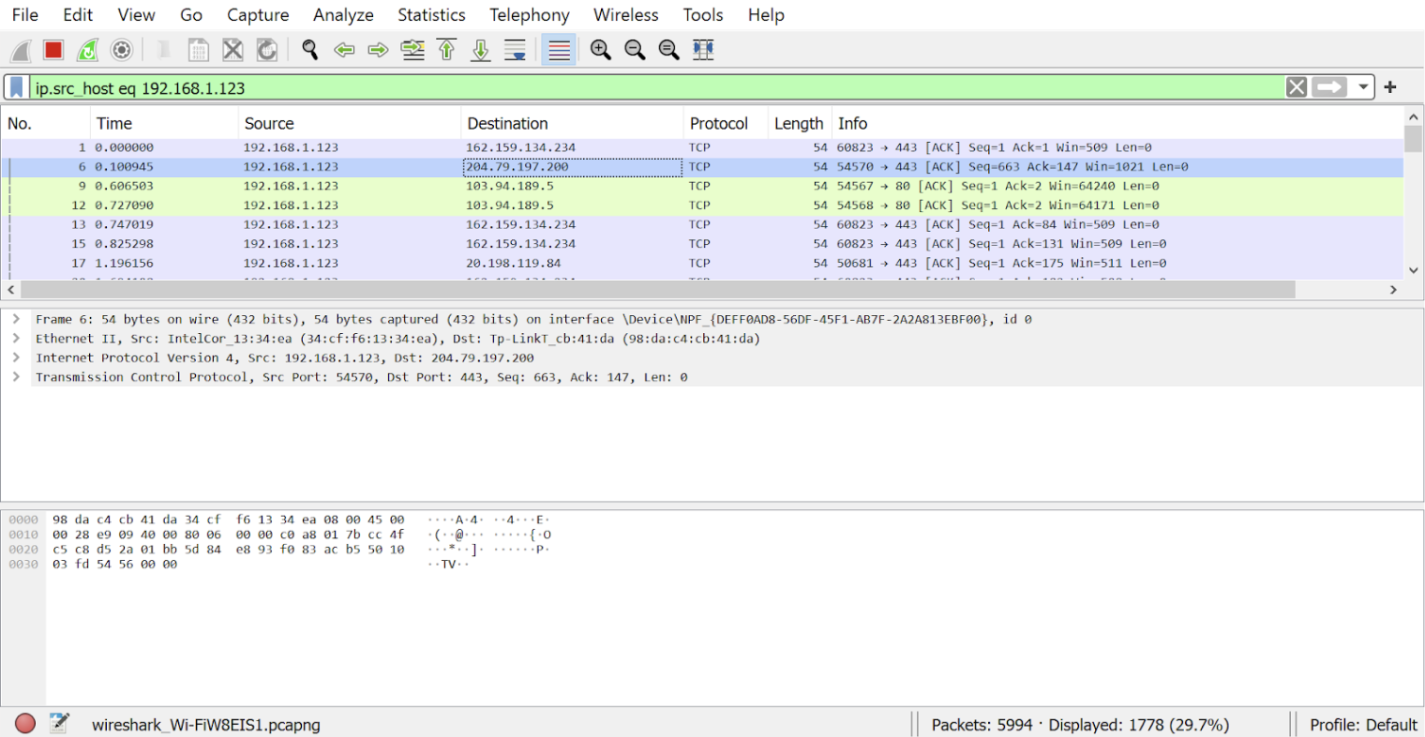 File Edit View Go Capture Analyze Statistics Telephony Wireless Tools Help
ip.src_host eq 192.168.1.123
No. Time Source Destination Protocol Length Info
1 0.000000 192.168.1.123 162.159.134.234 TCP 54 60823 → 443 [ACK] Seq=1 Ack=1 Win=509 Len=0
6 0.100945 192.168.1.123 204.79.197.200 TCP 54 54570 → 443 [ACK] Seq=663 Ack=147 Win=1021 Len=0
9 0.606503 192.168.1.123 103.94.189.5 TCP 54 54567 → 80 [ACK] Seq=1 Ack=2 Win=64240 Len=0
12 0.727090 192.168.1.123 103.94.189.5 TCP 54 54568 → 80 [ACK] Seq=1 Ack=2 Win=64171 Len=0
13 0.747019 192.168.1.123 162.159.134.234 TCP 54 60823 → 443 [ACK] Seq=1 Ack=84 Win=509 Len=0
15 0.825298 192.168.1.123 162.159.134.234 TCP 54 60823 → 443 [ACK] Seq=1 Ack=131 Win=509 Len=0
17 1.196156 192.168.1.123 20.198.119.84 TCP 54 50681 → 443 [ACK] Seq=1 Ack=175 Win=511 Len=0
> Frame 6: 54 bytes on wire (432 bits), 54 bytes captured (432 bits) on interface \Device\NPF_{DEFF0AD8-56DF-45F1-AB7F-2A2A813EBF00}, id 0
> Ethernet II, Src: IntelCor_13:34:ea (34:cf:f6:13:34:ea), Dst: Tp-LinkT_cb:41:da (98:da:c4:cb:41:da)
> Internet Protocol Version 4, Src: 192.168.1.123, Dst: 204.79.197.200
> Transmission Control Protocol, Src Port: 54570, Dst Port: 443, Seq: 663, Ack: 147, Len: 0
0000 98 da c4 cb 41 da 34 cf f6 13 34 ea 08 00 45 00 ····A·4· ··4···E·
0010 00 28 e9 09 40 00 80 06 00 00 c0 a8 01 7b cc 4f ·(··@··· ·····{·O
0020 c5 c8 d5 2a 01 bb 5d 84 e8 93 f0 83 ac b5 50 10 ···*··]· ······P·
0030 03 fd 54 56 00 00 ··TV··
wireshark_Wi-FiW8EIS1.pcapng Packets: 5994 · Displayed: 1778 (29.7%) Profile: Default